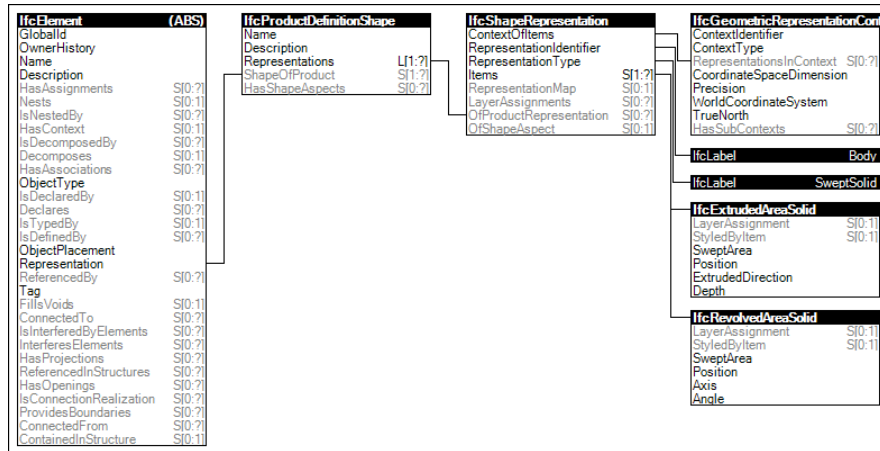 IfcElement (ABS)
GlobalId
OwnerHistory
Name
Description
HasAssignments S[0:?]
Nests S[0:1]
IsNestedBy S[0:?]
HasContext S[0:1]
IsDecomposedBy S[0:?]
Decomposes S[0:1]
HasAssociations S[0:?]
ObjectType
IsDeclaredBy S[0:1]
Declares S[0:?]
IsTypedBy S[0:1]
IsDefinedBy S[0:?]
ObjectPlacement
Representation
ReferencedBy S[0:?]
Tag
FillsVoids S[0:1]
ConnectedTo S[0:?]
IsInterferedByElements S[0:?]
InterferesElements S[0:?]
HasProjections S[0:?]
ReferencedInStructures S[0:?]
HasOpenings S[0:?]
IsConnectionRealization S[0:?]
ProvidesBoundaries S[0:?]
ConnectedFrom S[0:?]
ContainedInStructure S[0:1]
IfcProductDefinitionShape
Name
Description
Representations L[1:?]
ShapeOfProduct S[1:?]
HasShapeAspects S[0:?]
IfcShapeRepresentation
ContextOfItems
RepresentationIdentifier
RepresentationType
Items S[1:?]
RepresentationMap S[0:1]
LayerAssignments S[0:?]
OfProductRepresentation S[0:?]
OfShapeAspect S[0:1]
IfcGeometricRepresentationCont
ContextIdentifier
ContextType
RepresentationsInContext S[0:?]
CoordinateSpaceDimension
Precision
WorldCoordinateSystem
TrueNorth
HasSubContexts S[0:?]
IfcLabel Body
IfcLabel SweptSolid
IfcExtrudedAreaSolid
LayerAssignment S[0:1]
StyledByItem S[0:1]
SweptArea
Position
ExtrudedDirection
Depth
IfcRevolvedAreaSolid
LayerAssignment S[0:1]
StyledByItem S[0:1]
SweptArea
Position
Axis
Angle